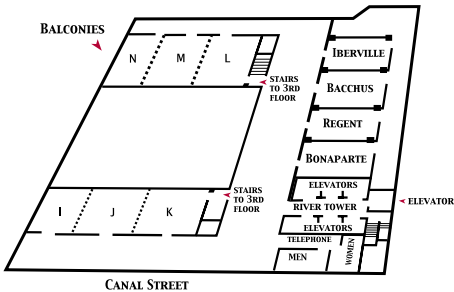 BALCONIES
N M L
STAIRS
TO 3RD
FLOOR
IBERVILLE
BACCHUS
REGENT
BONAPARTE
ELEVATORS
RIVER TOWER
ELEVATOR
ELEVATORS
I J K
STAIRS
TO 3RD
FLOOR
TELEPHONE
MEN
WOMEN
CANAL STREET